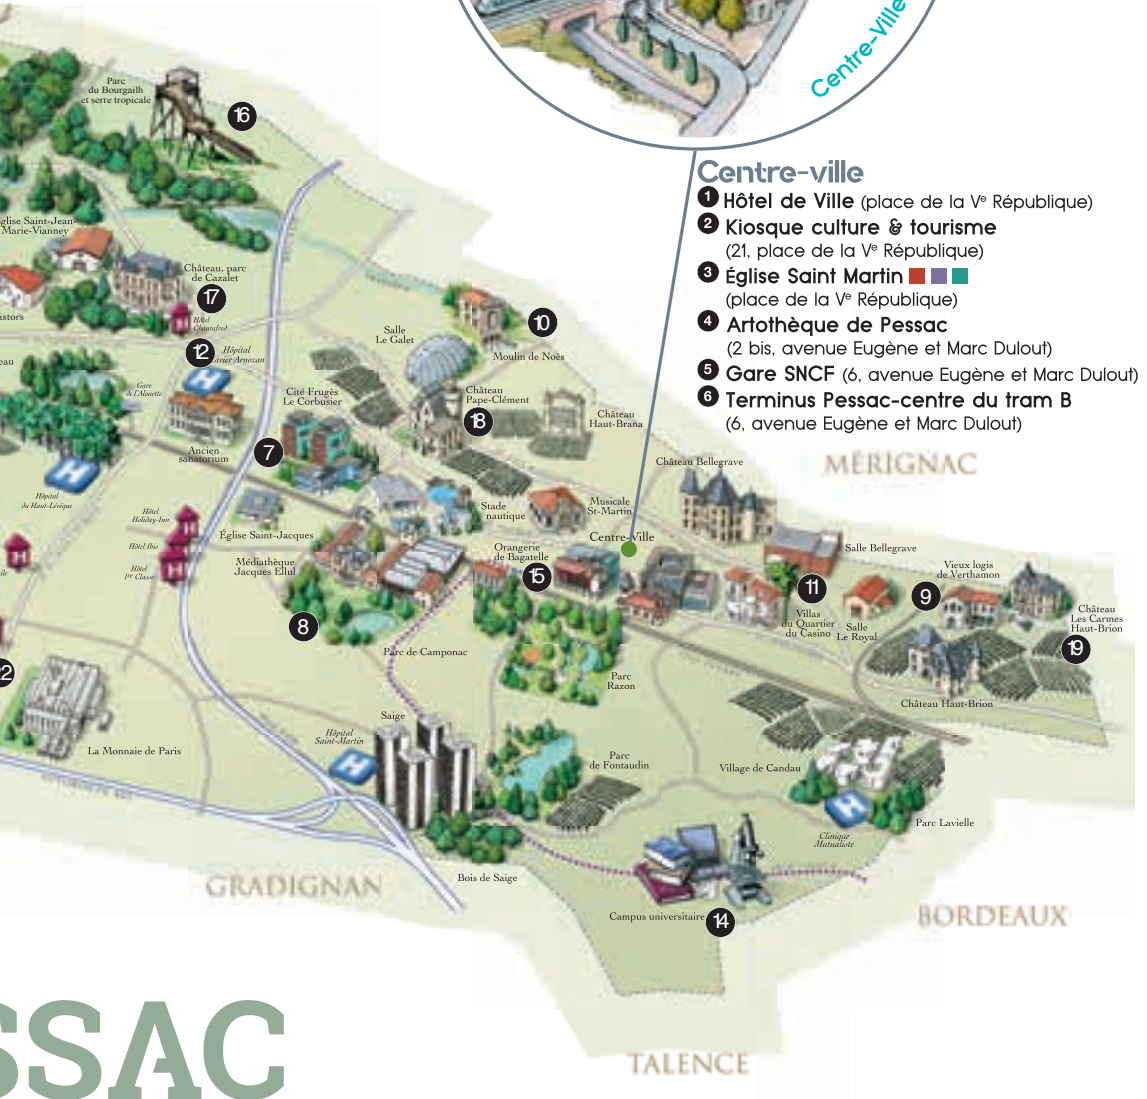 Centre-Ville
Parc
du Bourgailh
et serre tropicale
16
Centre-ville
1 Hôtel de Ville (place de la Vᵉ République)
2 Kiosque culture & tourisme
(21, place de la Vᵉ République)
3 Église Saint Martin
(place de la Vᵉ République)
4 Artothèque de Pessac
(2 bis, avenue Eugène et Marc Dulout)
5 Gare SNCF (6, avenue Eugène et Marc Dulout)
6 Terminus Pessac-centre du tram B
(6, avenue Eugène et Marc Dulout)
glise Saint-Jean-
Marie-Vianney
Château, parc
de Cazalet
17
Hôtel
Chantafred
astors
12
Hôpital
avier Arnozan
eau
Gare
de l'Alouette
Salle
Le Galet
10
Moulin de Noès
Cité Frugès
Le Corbusier
Château
Pape-Clément
18
Château
Haut-Brana
Ancien
sanatorium
7
Hôpital
du Haut-Lévêque
MÉRIGNAC
Château Bellegrave
Stade
nautique
Musicale
St-Martin
Hôtel
Holiday-Inn
Hôtel Ibis
Hôtel
1ʳᵉ Classe
Église Saint-Jacques
Médiathèque
Jacques Ellul
Centre-Ville
Orangerie
de Bagatelle
15
Salle Bellegrave
11
Villas
du Quartier
du Casino
Salle
Le Royal
9
Vieux logis
de Verthamon
Château
Les Carmes
Haut-Brion
19
8
Parc de Camponac
Parc
Razon
Château Haut-Brion
22
La Monnaie de Paris
Saige
Hôpital
Saint-Martin
Parc
de Fontaudin
Village de Candau
Parc Lavielle
Clinique
Mutualiste
Bois de Saige
GRADIGNAN
Campus universitaire
14
BORDEAUX
SSAC
TALENCE